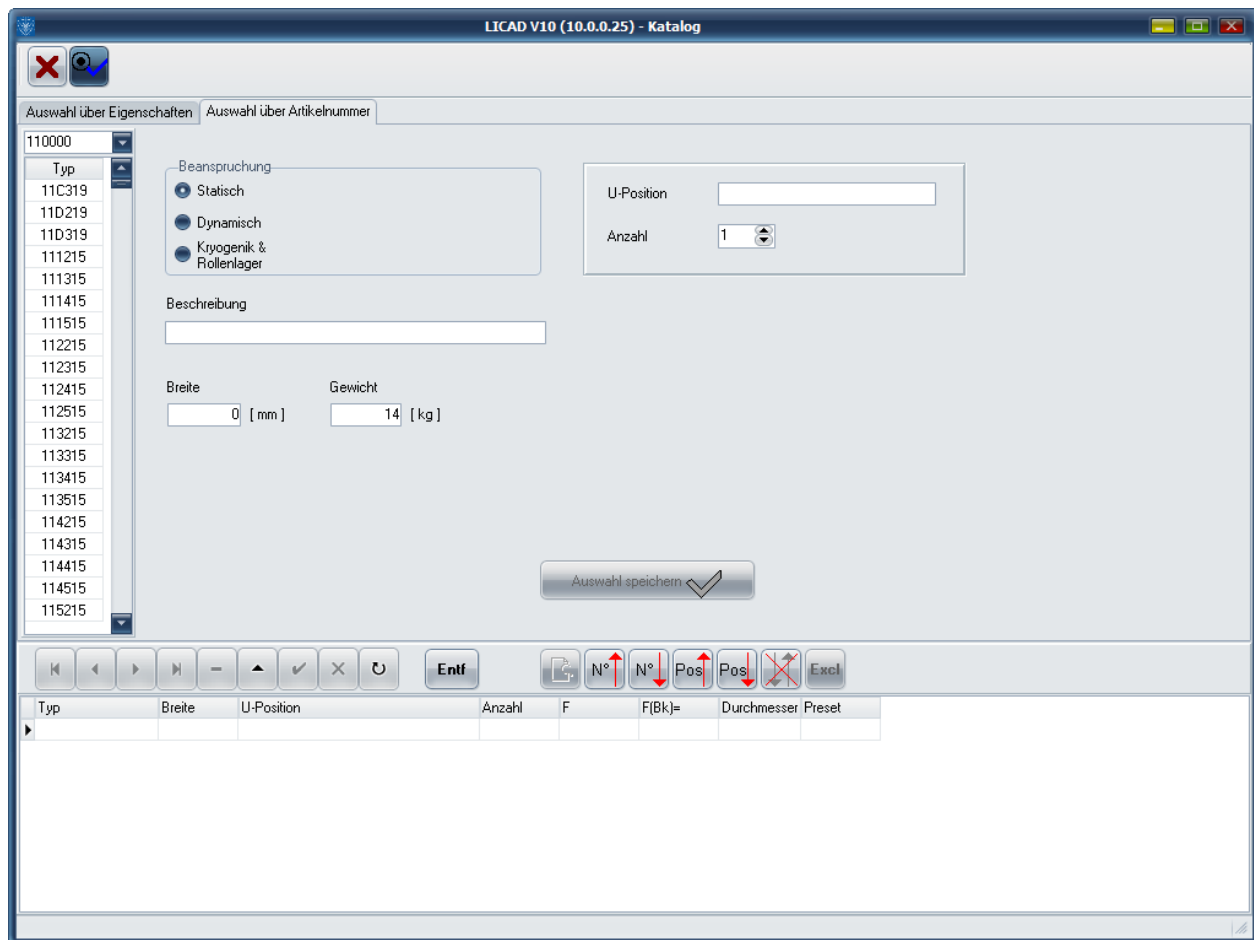 LICAD V10 (10.0.0.25) - Katalog
Auswahl über Eigenschaften
Auswahl über Artikelnummer
110000
Typ
11C319
11D219
11D319
111215
111315
111415
111515
112215
112315
112415
112515
113215
113315
113415
113515
114215
114315
114415
114515
115215
Beanspruchung
Statisch
Dynamisch
Kryogenik &
Rollenlager
U-Position
Anzahl
1
Beschreibung
Breite
Gewicht
0 [ mm ]
14 [ kg ]
Auswahl speichern
Entf
N°
N°
Pos
Pos
Excl
Typ Breite U-Position Anzahl F F(Bk)= Durchmesser Preset